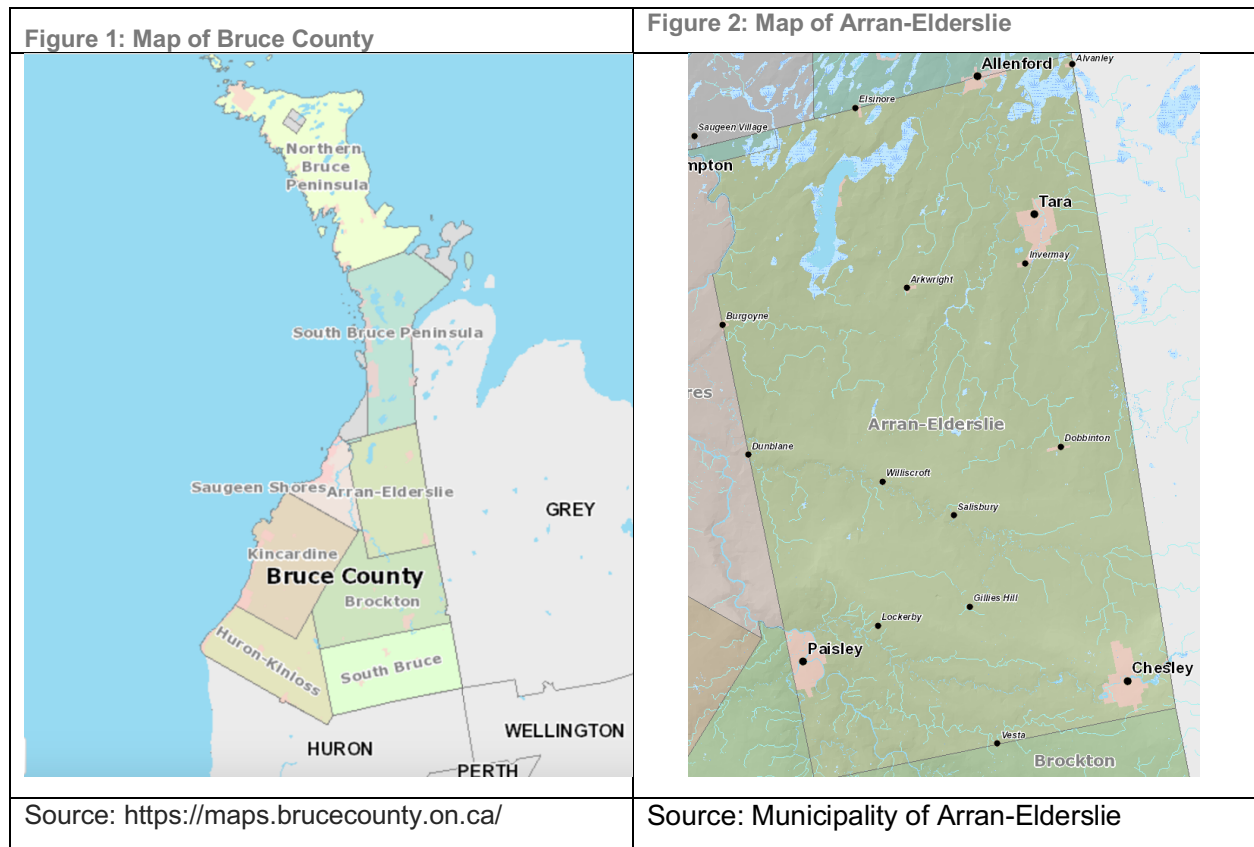 Figure 1: Map of Bruce County
Northern
Bruce
Peninsula
South Bruce Peninsula
Saugeen Shores
Arran-Elderslie
GREY
Kincardine
Bruce County
Brockton
Huron-Kinloss
South Bruce
WELLINGTON
HURON
PERTH
Source: https://maps.brucecounty.on.ca/
Figure 2: Map of Arran-Elderslie
Allenford
Alvanley
Elsinore
Saugeen Village
mpton
Tara
Invermay
Arkwright
Burgoyne
res
Arran-Elderslie
Dobbinton
Dunblane
Williscroft
Salisbury
Gillies Hill
Lockerby
Paisley
Chesley
Vesta
Brockton
Source: Municipality of Arran-Elderslie